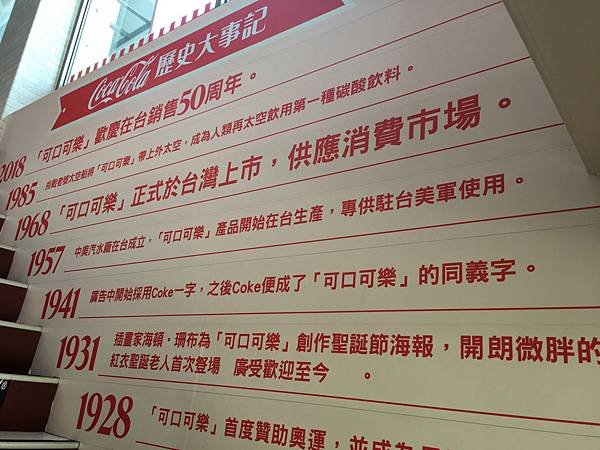 Coca-Cola 歷史大事記
2018 「可口可樂」歡慶在台銷售50周年。
1985 挑戰者號太空船將「可口可樂」帶上外太空,成為人類再太空飲用第一種碳酸飲料。
1968 「可口可樂」正式於台灣上市,供應消費市場。
1957 中美汽水廠在台成立,「可口可樂」產品開始在台生產,專供駐台美軍使用。
1941 廣告中開始採用Coke一字,之後Coke便成了「可口可樂」的同義字。
1931 插畫家海頓·珊布為「可口可樂」創作聖誕節海報,開朗微胖的
紅衣聖誕老人首次登場 廣受歡迎至今 。
1928 「可口可樂」首度贊助奧運,並成為